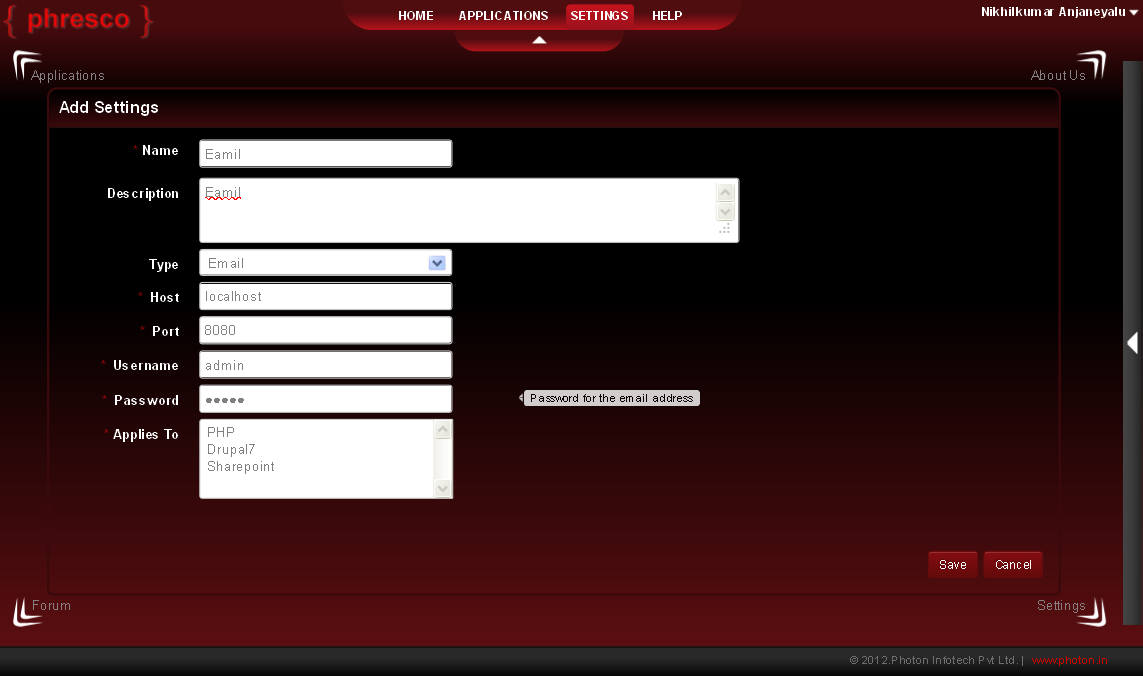 { phresco }
HOME APPLICATIONS SETTINGS HELP
Nikhilkumar Anjaneyalu
Applications
About Us
Add Settings
* Name Eamil
Description Eamil
Type Email
* Host localhost
* Port 8080
* Username admin
* Password ●●●●● Password for the email address
* Applies To PHP
Drupal7
Sharepoint
Save Cancel
Forum
Settings
© 2012.Photon Infotech Pvt Ltd. | www.photon.in